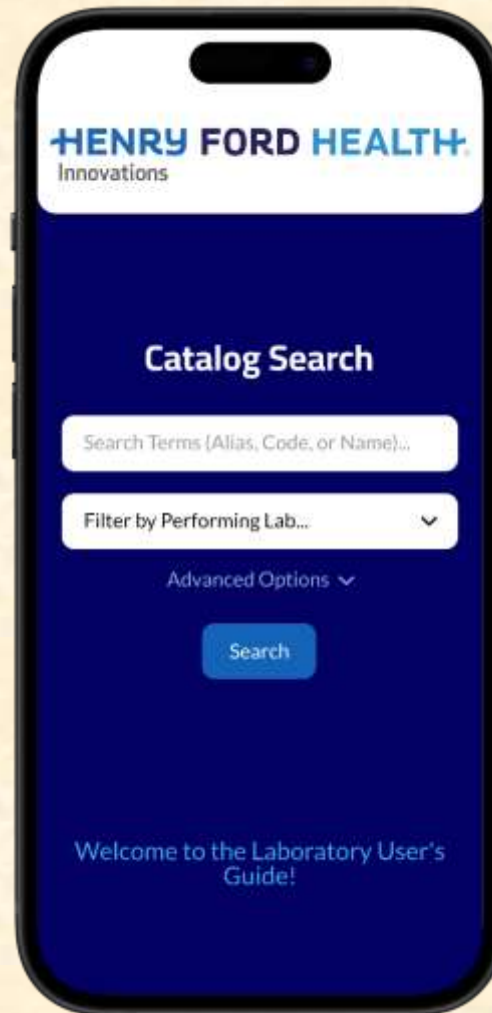 HENRY FORD HEALTH®
Innovations
Catalog Search
Search Terms (Alias, Code, or Name)...
Filter by Performing Lab...
Advanced Options
Search
Welcome to the Laboratory User's
Guide!